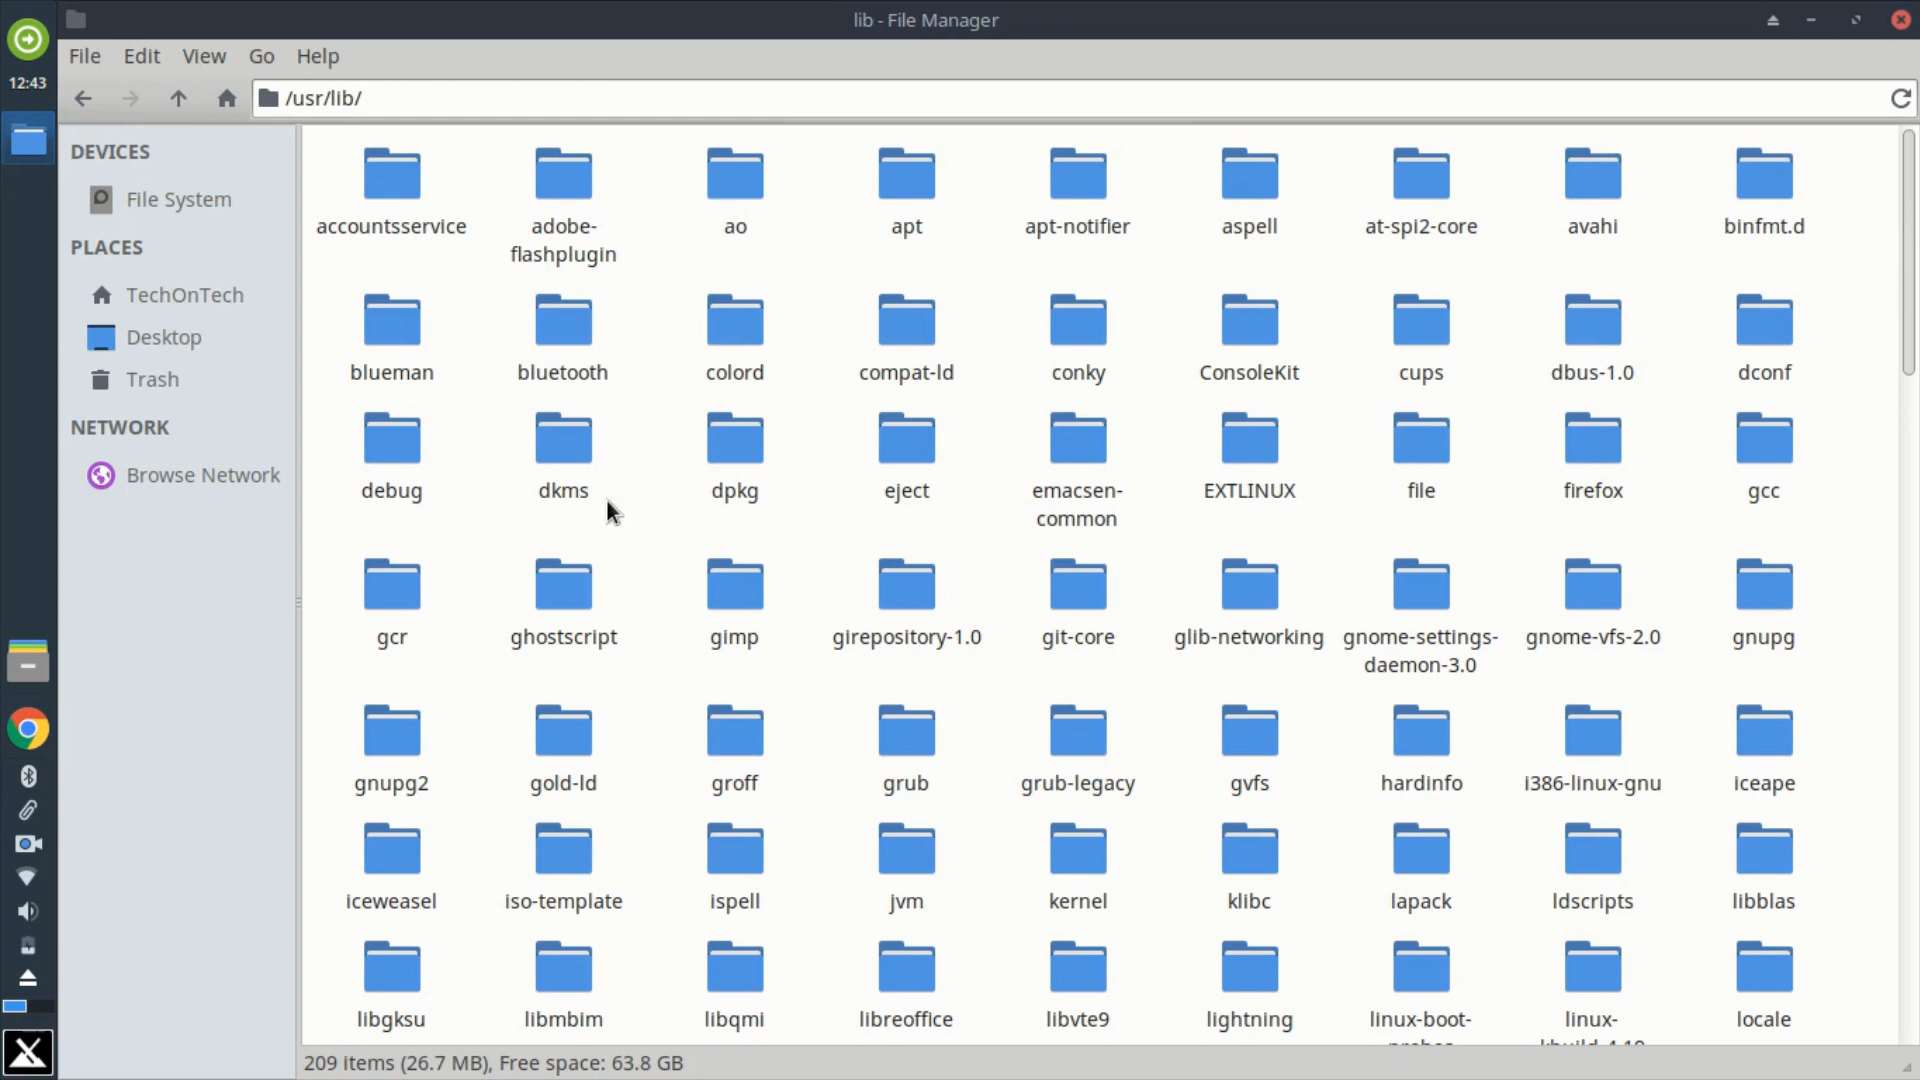 lib - File Manager
File Edit View Go Help
12:43
/usr/lib/
DEVICES
File System
PLACES
TechOnTech
Desktop
Trash
NETWORK
Browse Network
accountsservice adobe- ao apt apt-notifier aspell at-spi2-core avahi binfmt.d
flashplugin
blueman bluetooth colord compat-ld conky ConsoleKit cups dbus-1.0 dconf
debug dkms dpkg eject emacsen- EXTLINUX file firefox gcc
common
gcr ghostscript gimp girepository-1.0 git-core glib-networking gnome-settings- gnome-vfs-2.0 gnupg
daemon-3.0
gnupg2 gold-ld groff grub grub-legacy gvfs hardinfo i386-linux-gnu iceape
iceweasel iso-template ispell jvm kernel klibc lapack ldscripts libblas
libgksu libmbim libqmi libreoffice libvte9 lightning linux-boot- linux- locale
209 items (26.7 MB), Free space: 63.8 GB